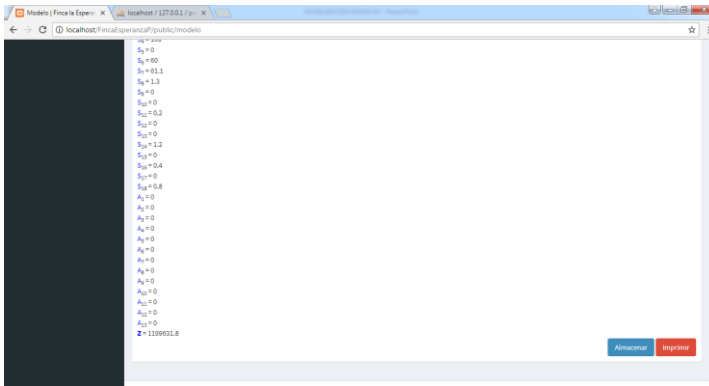 Modelo | Finca la Espera
localhost / 127.0.0.1 /
localhost/FincaEsperanzaP/public/modelo
S₅ = 0
S₆ = 60
S₇ = 61.1
S₈ = 1.3
S₉ = 0
S₁₀ = 0
S₁₁ = 0.2
S₁₂ = 0
S₁₃ = 0
S₁₄ = 1.2
S₁₅ = 0
S₁₆ = 0.4
S₁₇ = 0
S₁₈ = 0.8
A₁ = 0
A₂ = 0
A₃ = 0
A₄ = 0
A₅ = 0
A₆ = 0
A₇ = 0
A₈ = 0
A₉ = 0
A₁₀ = 0
A₁₁ = 0
A₁₂ = 0
A₁₃ = 0
Z = 1199631.8
Almacenar Imprimir